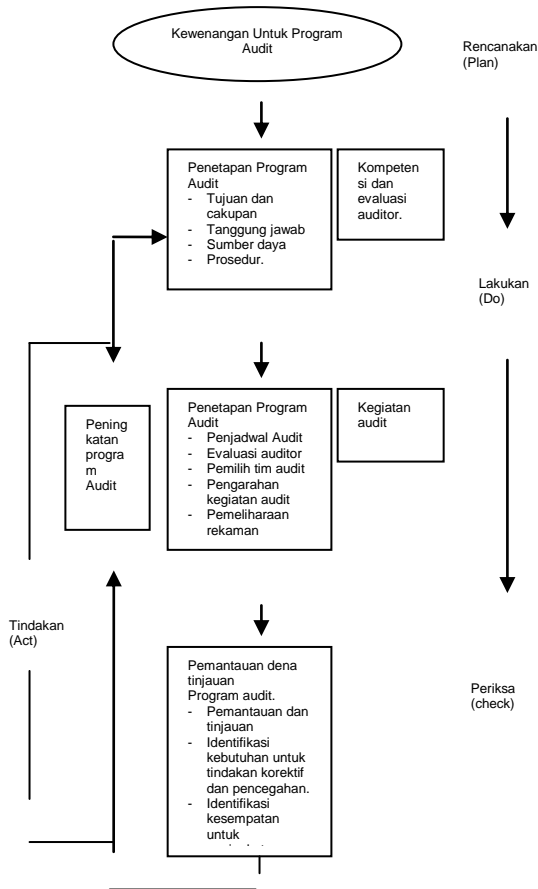 Kewenangan Untuk Program
Audit
Rencanakan
(Plan)
Penetapan Program
Audit
- Tujuan dan
cakupan
- Tanggung jawab
- Sumber daya
- Prosedur.
Kompeten
si dan
evaluasi
auditor.
Lakukan
(Do)
Pening
katan
progra
m
Audit
Penetapan Program
Audit
- Penjadwal Audit
- Evaluasi auditor
- Pemilih tim audit
- Pengarahan
kegiatan audit
- Pemeliharaan
rekaman
Kegiatan
audit
Tindakan
(Act)
Pemantauan dena
tinjauan
Program audit.
- Pemantauan dan
tinjauan
- Identifikasi
kebutuhan untuk
tindakan korektif
dan pencegahan.
- Identifikasi
kesempatan
untuk
Periksa
(check)